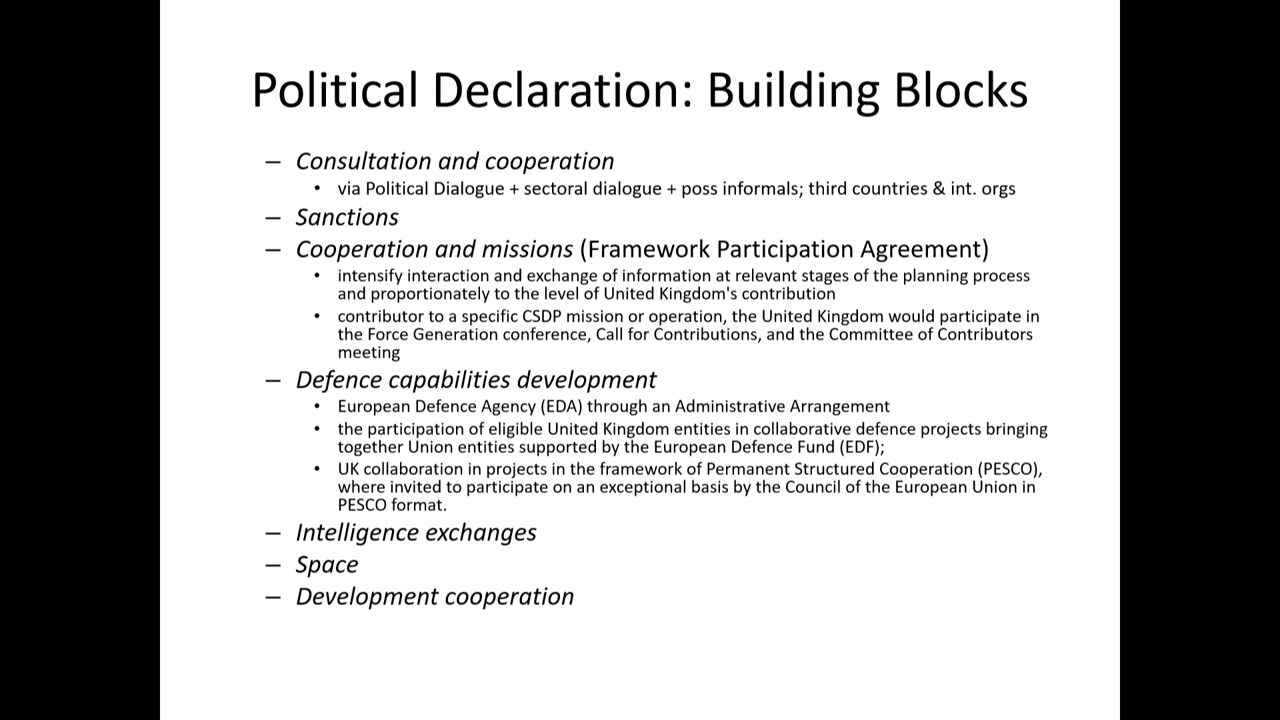 Political Declaration: Building Blocks
– Consultation and cooperation
• via Political Dialogue + sectoral dialogue + poss informals; third countries & int. orgs
– Sanctions
– Cooperation and missions (Framework Participation Agreement)
• intensify interaction and exchange of information at relevant stages of the planning process
and proportionately to the level of United Kingdom's contribution
• contributor to a specific CSDP mission or operation, the United Kingdom would participate in
the Force Generation conference, Call for Contributions, and the Committee of Contributors
meeting
– Defence capabilities development
• European Defence Agency (EDA) through an Administrative Arrangement
• the participation of eligible United Kingdom entities in collaborative defence projects bringing
together Union entities supported by the European Defence Fund (EDF);
• UK collaboration in projects in the framework of Permanent Structured Cooperation (PESCO),
where invited to participate on an exceptional basis by the Council of the European Union in
PESCO format.
– Intelligence exchanges
– Space
– Development cooperation